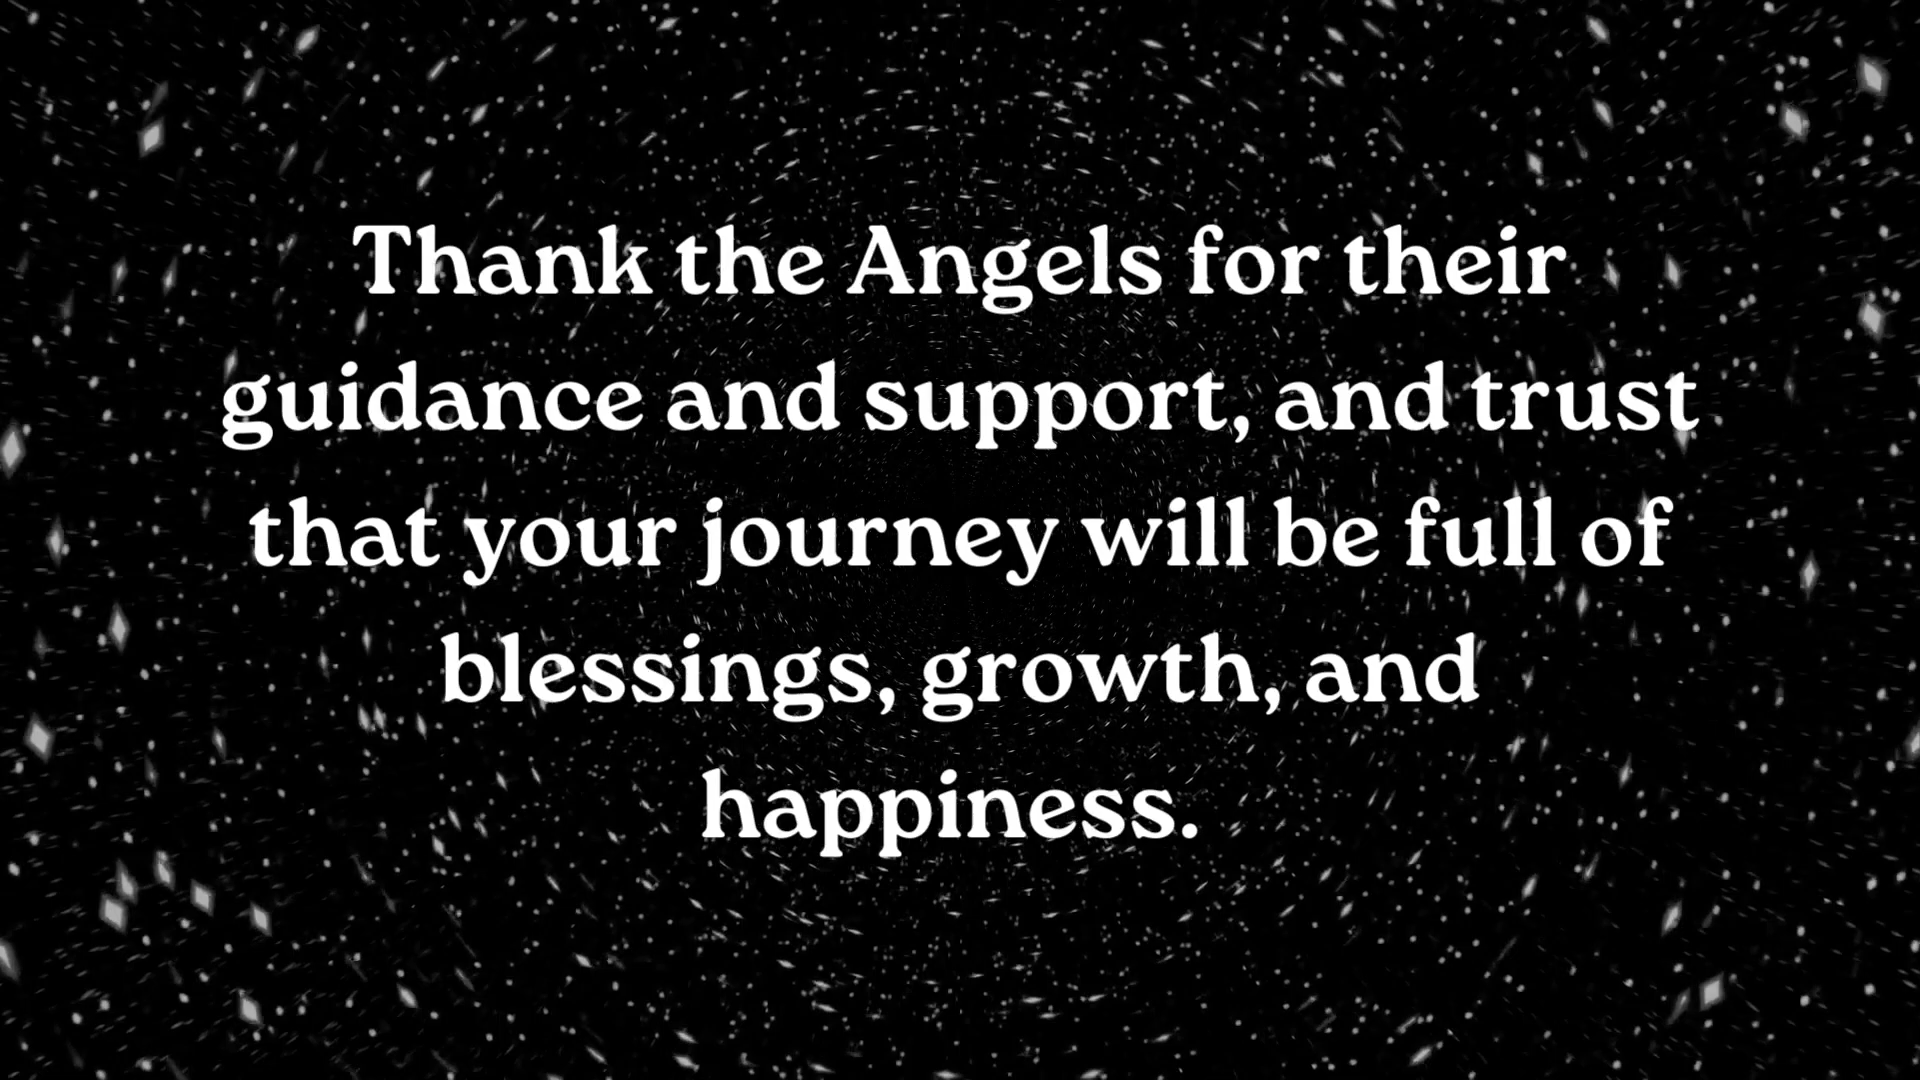 Thank the Angels for their
guidance and support, and trust
that your journey will be full of
blessings, growth, and
happiness.